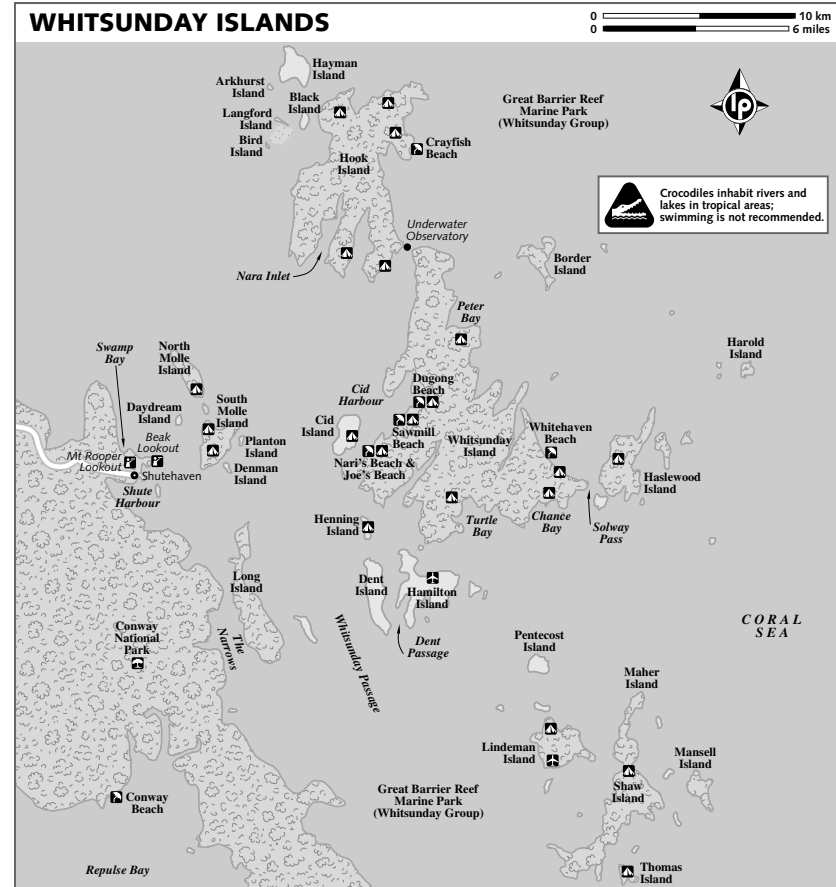 WHITSUNDAY ISLANDS
0 10 km
0 6 miles
Hayman
Island
Arkhurst
Island
Black
Island
Langford
Island
Bird
Island
Great Barrier Reef
Marine Park
(Whitsunday Group)
lp
Crayfish
Beach
Hook
Island
Crocodiles inhabit rivers and
lakes in tropical areas;
swimming is not recommended.
Underwater
Observatory
Nara Inlet
Border
Island
Peter
Bay
Swamp
Bay
North
Molle
Island
Harold
Island
Daydream
Island
South
Molle
Island
Cid
Harbour
Dugong
Beach
Beak
Lookout
Planton
Island
Cid
Island
Sawmill
Beach
Whitsunday
Island
Whitehaven
Beach
Mt Rooper
Lookout
Shutehaven
Denman
Island
Nari's Beach &
Joe's Beach
Haslewood
Island
Shute
Harbour
Henning
Island
Turtle
Bay
Chance
Bay
Solway
Pass
Long
Island
Dent
Island
Hamilton
Island
CORAL
SEA
Conway
National
Park
The
Narrows
Whitsunday Passage
Dent
Passage
Pentecost
Island
Maher
Island
Lindeman
Island
Mansell
Island
Shaw
Island
Conway
Beach
Great Barrier Reef
Marine Park
(Whitsunday Group)
Repulse Bay
Thomas
Island